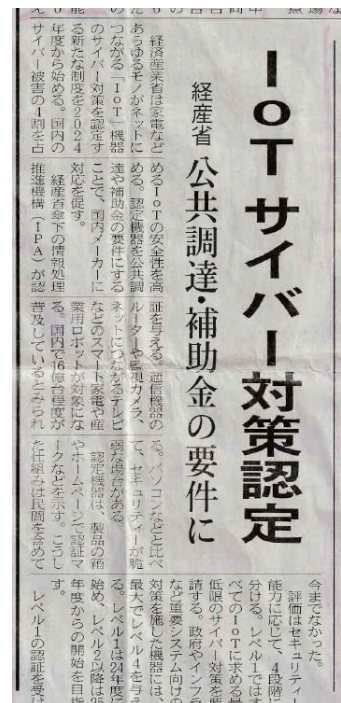 IoTサイバー対策認定
経産省 公共調達・補助金の要件に
経済産業省は家電など
あらゆるモノがネットに
つながる「IoT」機器
のサイバー対策を認定す
る新たな制度を2024
年度から始める。国内の
サイバー被害の4割を占
めるIoTの安全性を高
める。認定機器を公共調
達や補助金の要件にする
ことで、国内メーカーに
対応を促す。
経産省傘下の情報処理
推進機構（IPA）が認
証を与える。通信機器の
ルーターや監視カメラ、
ネットにつながるテレビ
などのスマート家電や産
業用ロボットが対象にな
る。国内で16億台程度が
普及しているとみられ
る。パソコンなどと比べ
て、セキュリティーが脆
弱な場合がある。
認定機器は、製品の箱
やホームページで認証マ
ークなどを示す。こうし
た仕組みは民間を含めて
今までなかった。
評価はセキュリティー
能力に応じて、4段階に
分ける。レベル1ではす
べてのIoTに求める最
低限のサイバー対策を要
請する。政府やインフラ
など重要システム向けの
対策を施した機器には、
最大でレベル4を与え
る。レベル1は24年度に
始め、レベル2以降は25
年度からの開始を目指
す。
レベル1の認証を受け